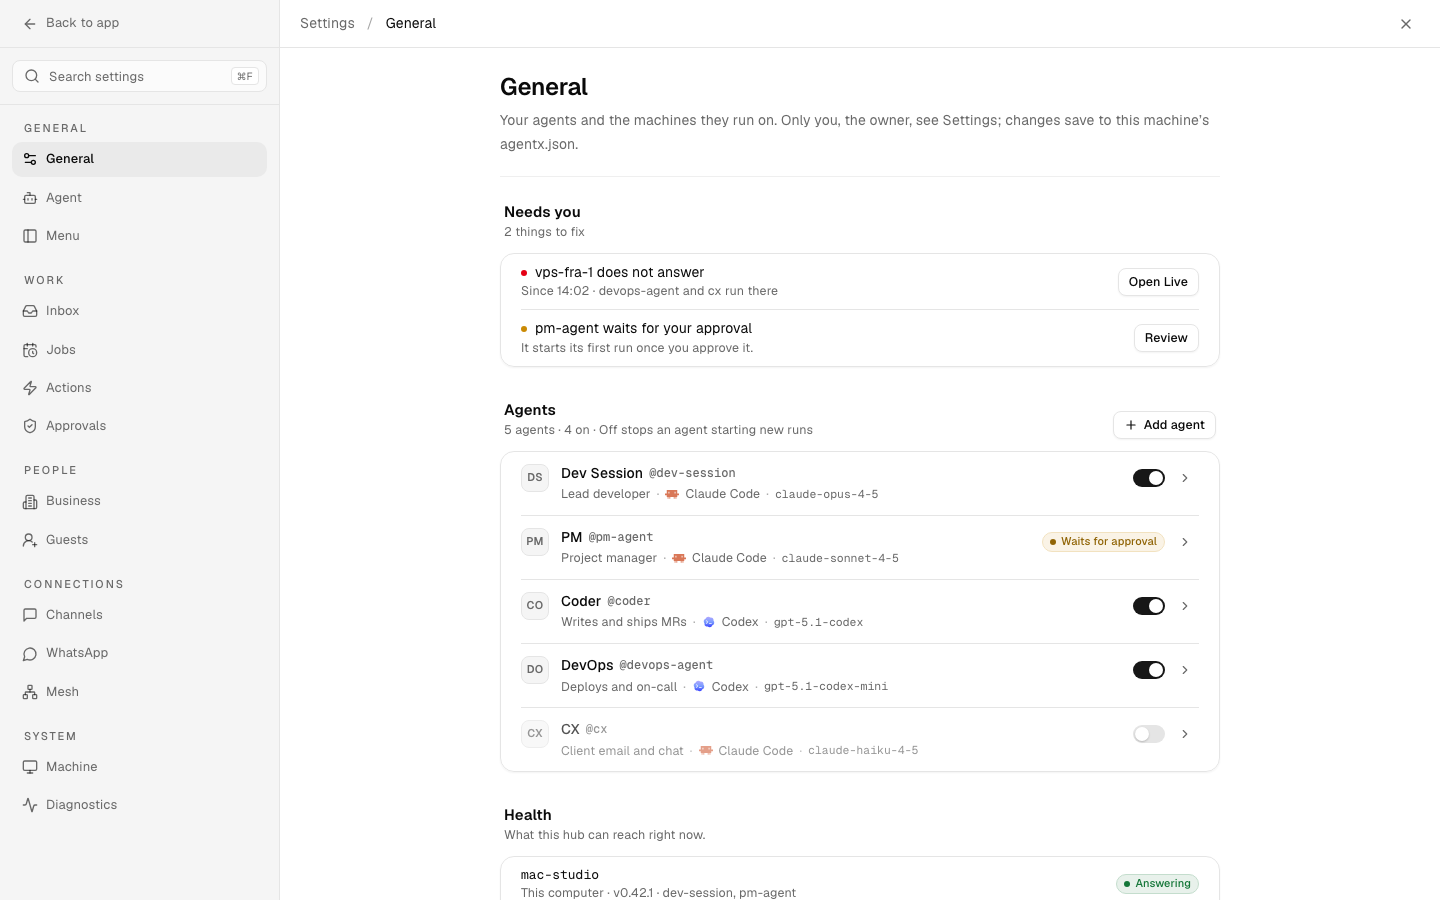 Back to app
Settings / General
Search settings ⌘F
GENERAL
General
Agent
Menu
WORK
Inbox
Jobs
Actions
Approvals
PEOPLE
Business
Guests
CONNECTIONS
Channels
WhatsApp
Mesh
SYSTEM
Machine
Diagnostics
General
Your agents and the machines they run on. Only you, the owner, see Settings; changes save to this machine's
agentx.json.
Needs you
2 things to fix
vps-fra-1 does not answer
Since 14:02 · devops-agent and cx run there
Open Live
pm-agent waits for your approval
It starts its first run once you approve it.
Review
Agents
5 agents · 4 on · Off stops an agent starting new runs
Add agent
DS Dev Session @dev-session
Lead developer · Claude Code · claude-opus-4-5
PM PM @pm-agent
Project manager · Claude Code · claude-sonnet-4-5
Waits for approval
CO Coder @coder
Writes and ships MRs · Codex · gpt-5.1-codex
DO DevOps @devops-agent
Deploys and on-call · Codex · gpt-5.1-codex-mini
CX CX @cx
Client email and chat · Claude Code · claude-haiku-4-5
Health
What this hub can reach right now.
mac-studio
This computer · v0.42.1 · dev-session, pm-agent
Answering